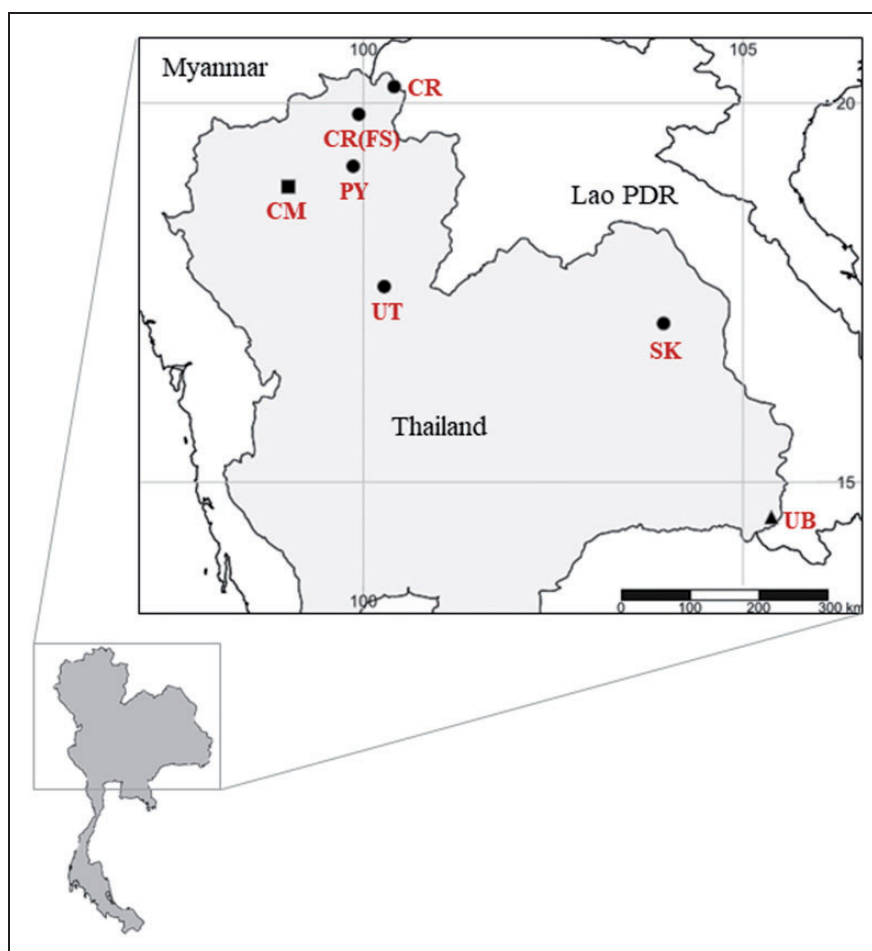 100
105
Myanmar
CR
20
CR(FS)
PY
Lao PDR
CM
UT
SK
Thailand
15
UB
100
0 100 200 300 km